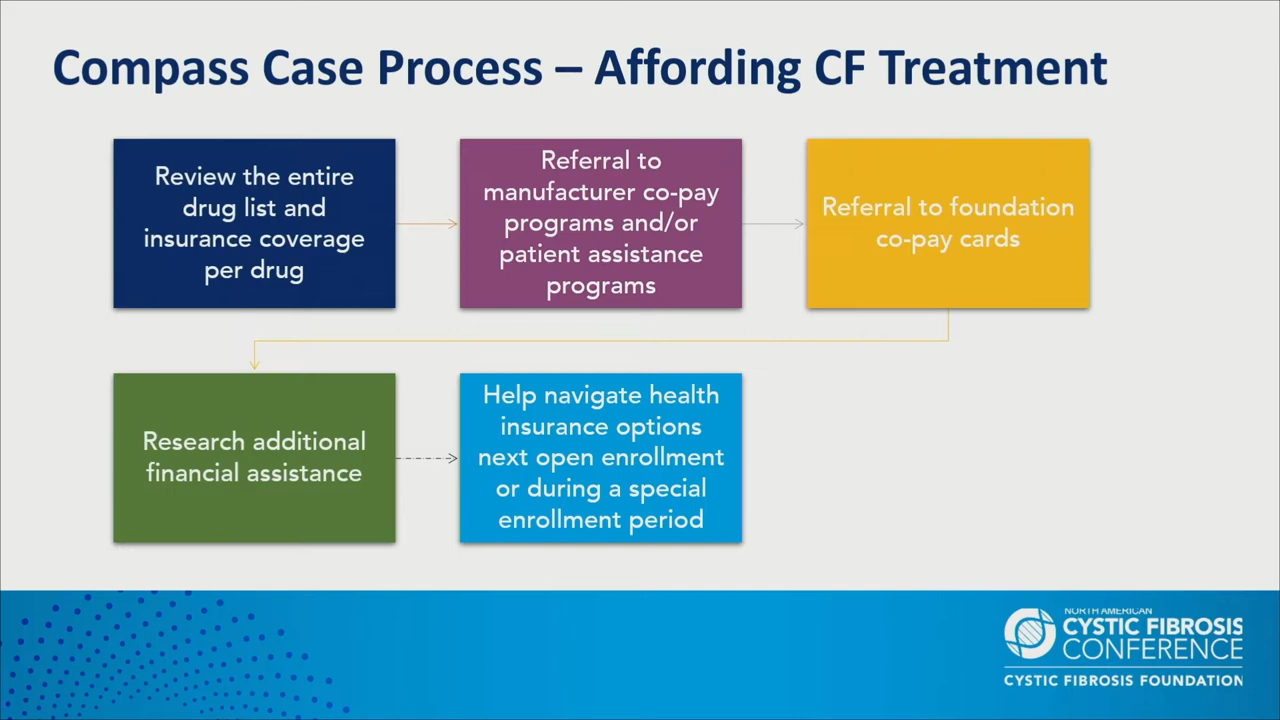 Compass Case Process – Affording CF Treatment
Review the entire
drug list and
insurance coverage
per drug
Referral to
manufacturer co-pay
programs and/or
patient assistance
programs
Referral to foundation
co-pay cards
Research additional
financial assistance
Help navigate health
insurance options
next open enrollment
or during a special
enrollment period
NORTH AMERICAN
CYSTIC FIBROSIS
CONFERENCE
CYSTIC FIBROSIS FOUNDATION